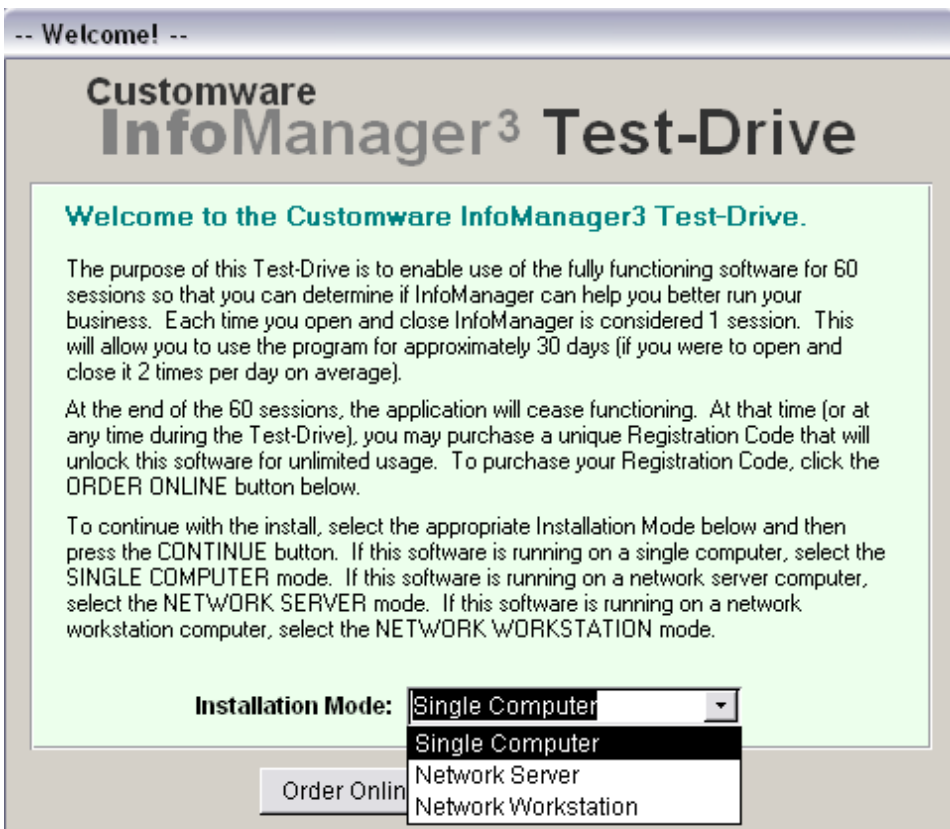 -- Welcome! --
Customware
InfoManager³ Test-Drive
Welcome to the Customware InfoManager3 Test-Drive.
The purpose of this Test-Drive is to enable use of the fully functioning software for 60
sessions so that you can determine if InfoManager can help you better run your
business.  Each time you open and close InfoManager is considered 1 session.  This
will allow you to use the program for approximately 30 days (if you were to open and
close it 2 times per day on average).
At the end of the 60 sessions, the application will cease functioning.  At that time (or at
any time during the Test-Drive), you may purchase a unique Registration Code that will
unlock this software for unlimited usage.  To purchase your Registration Code, click the
ORDER ONLINE button below.
To continue with the install, select the appropriate Installation Mode below and then
press the CONTINUE button.  If this software is running on a single computer, select the
SINGLE COMPUTER mode.  If this software is running on a network server computer,
select the NETWORK SERVER mode.  If this software is running on a network
workstation computer, select the NETWORK WORKSTATION mode.
Installation Mode: Single Computer
Single Computer
Network Server
Network Workstation
Order Onlin